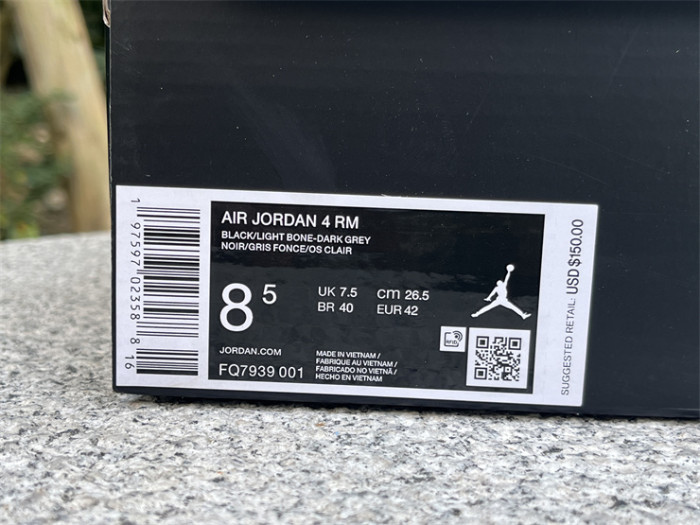 AIR JORDAN 4 RM
BLACK/LIGHT BONE-DARK GREY
NOIR/GRIS FONCE/OS CLAIR
8 5
UK 7.5 cm 26.5
BR 40 EUR 42
JORDAN.COM
FQ7939 001
MADE IN VIETNAM /
FABRIQUE AU VIETNAM /
FABRICADO NO VIETNÃ /
HECHO EN VIETNAM
RFID
1 97597 02358 8 16
SUGGESTED RETAIL: USD $150.00